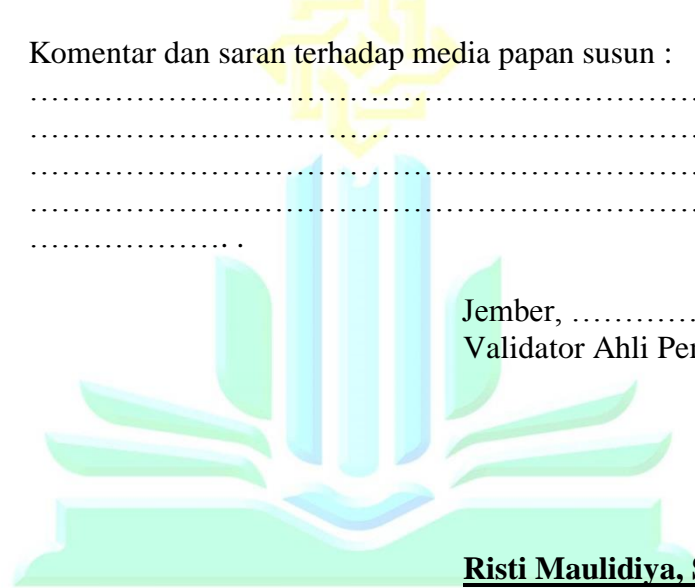 Komentar dan saran terhadap media papan susun :
…………………………………………………………
…………………………………………………………
…………………………………………………………
…………………………………………………………
………………. .
Jember, …………
Validator Ahli
Risti Maulidiya,